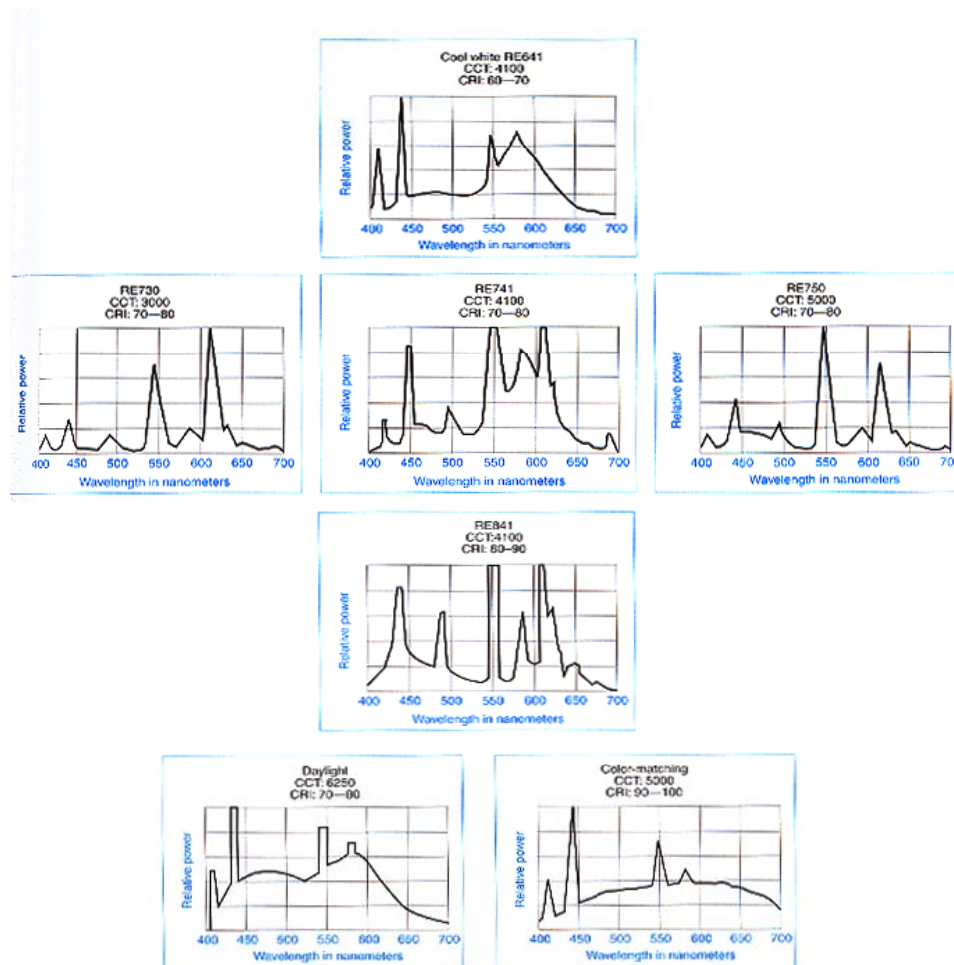 Cool white RE641
CCT: 4100
CRI: 60—70
Relative power
400 450 500 550 600 650 700
Wavelength in nanometers
RE730
CCT: 3000
CRI: 70—80
Relative power
400 450 500 550 600 650 700
Wavelength in nanometers
RE741
CCT: 4100
CRI: 70—80
Relative power
400 450 500 550 600 650 700
Wavelength in nanometers
RE750
CCT: 5000
CRI: 70—80
Relative power
400 450 500 550 600 650
Wavelength in nanometers
RE841
CCT:4100
CRI: 80–90
Relative power
400 450 500 550 600 650 700
Wavelength in nanometers
Daylight
CCT: 6250
CRI: 70—80
Relative power
400 450 500 550 600 650 700
Wavelength in nanometers
Color-matching
CCT: 5000
CRI: 90—100
Relative power
400 450 500 550 600 650 700
Wavelength in nanometers